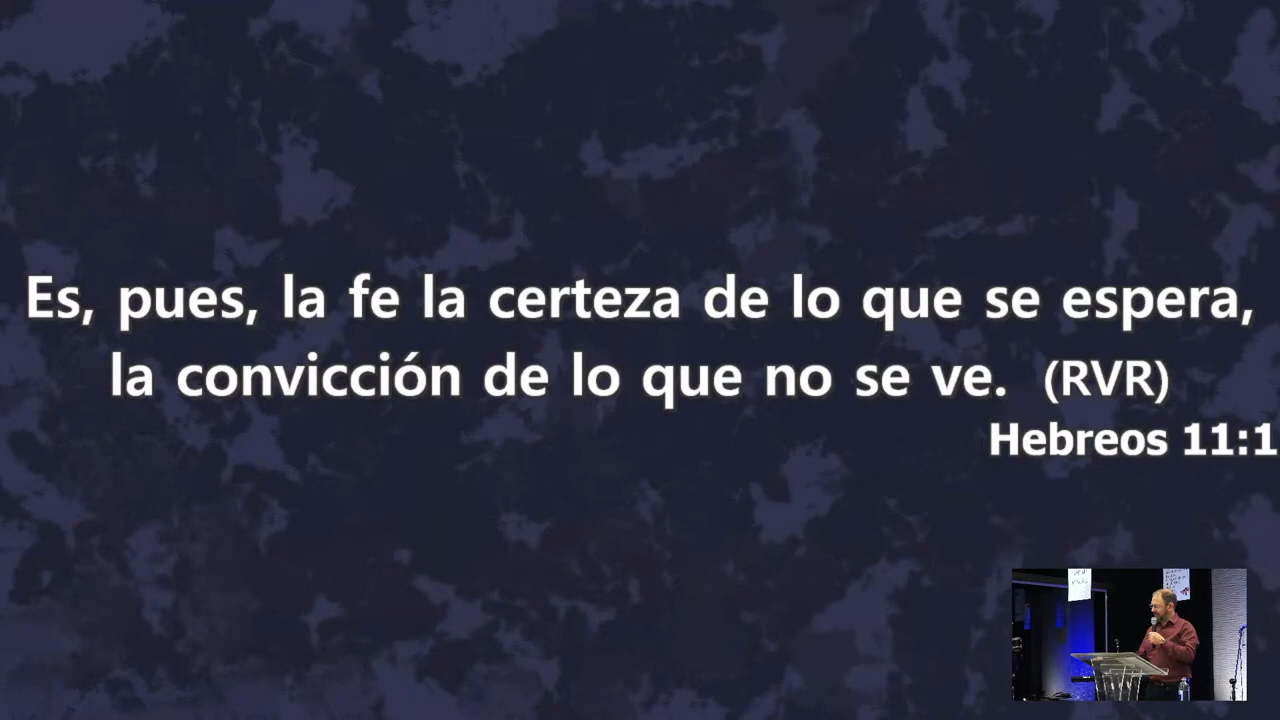 Es, pues, la fe la certeza de lo que se espera,
la convicción de lo que no se ve. (RVR)
Hebreos 11:1